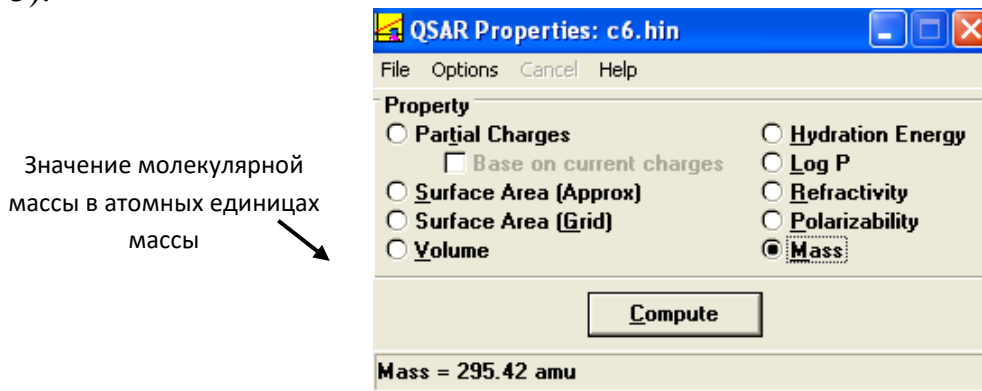 3).
QSAR Properties: c6.hin
File Options Cancel Help
Property
Partial Charges
Base on current charges
Surface Area (Approx)
Surface Area (Grid)
Volume
Hydration Energy
Log P
Refractivity
Polarizability
Mass
Compute
Mass = 295.42 amu
Значение молекулярной
массы в атомных единицах
массы